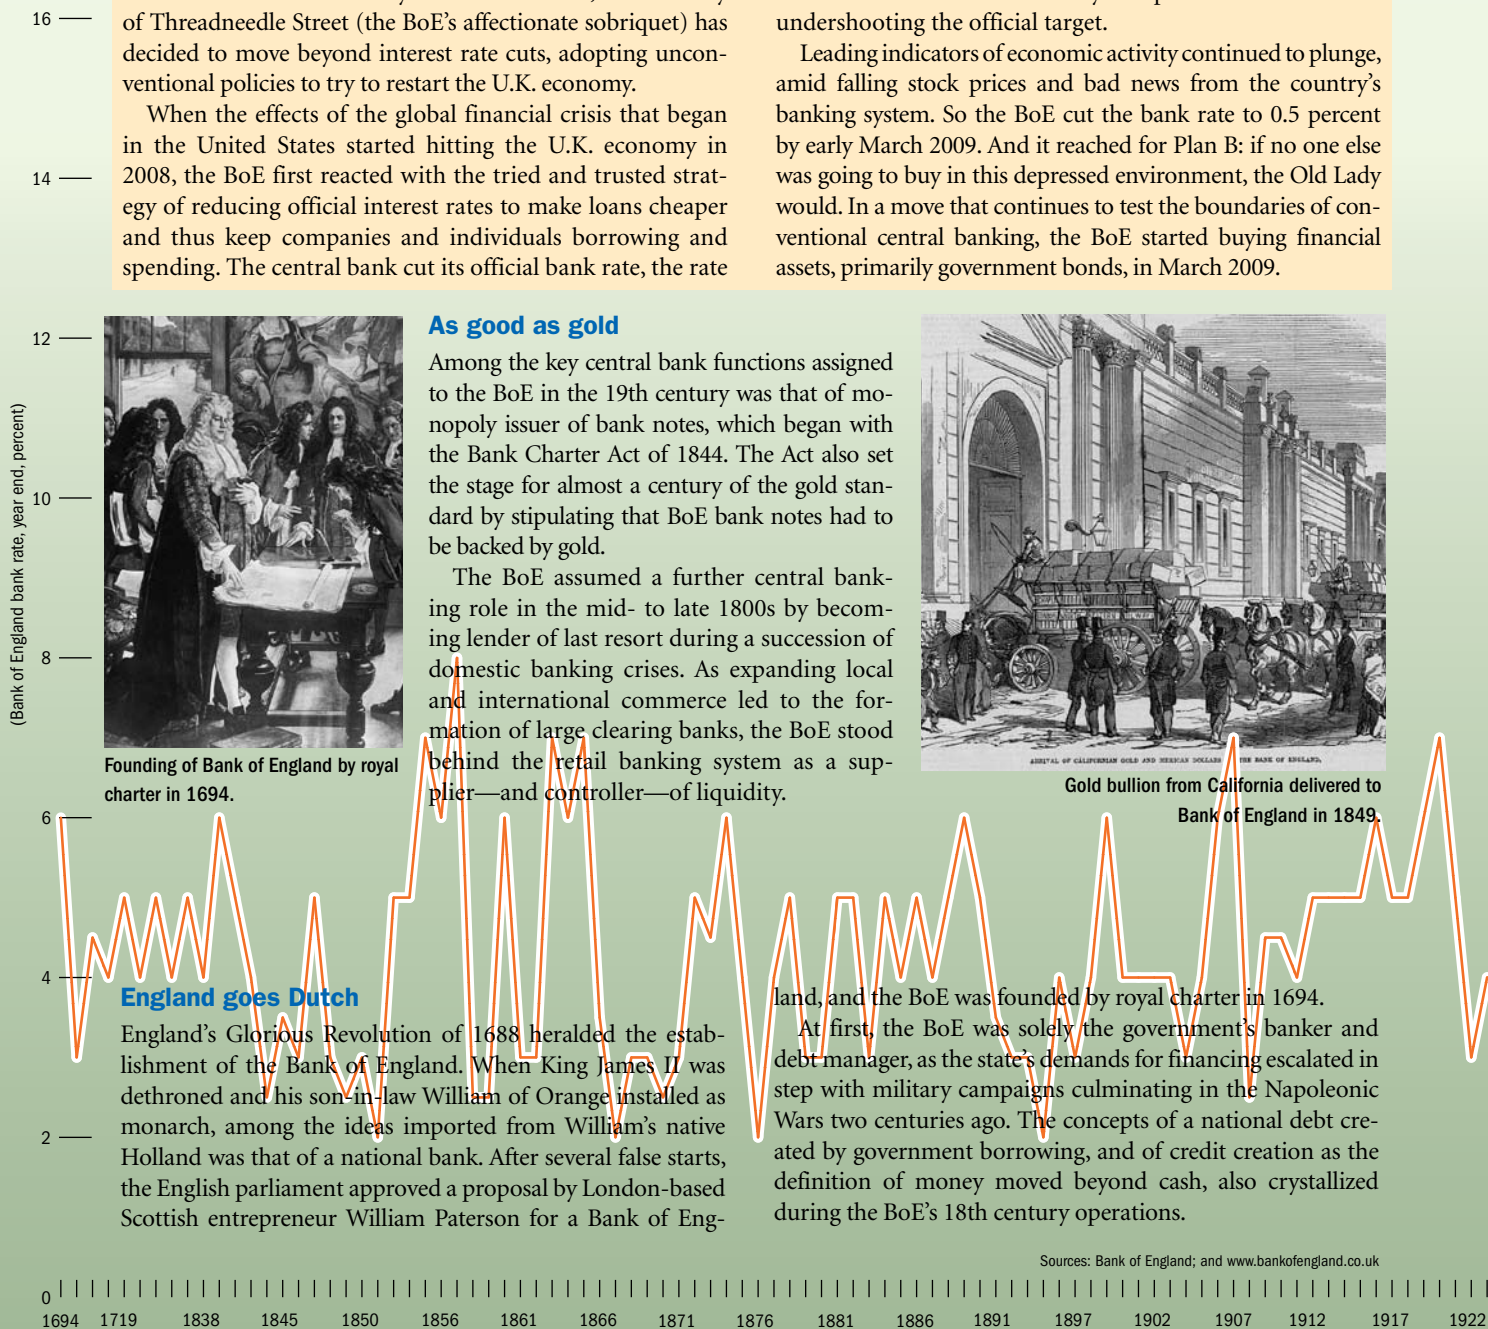 of Threadneedle Street (the BoE's affectionate sobriquet) has
decided to move beyond interest rate cuts, adopting uncon-
ventional policies to try to restart the U.K. economy.
When the effects of the global financial crisis that began
in the United States started hitting the U.K. economy in
2008, the BoE first reacted with the tried and trusted strat-
egy of reducing official interest rates to make loans cheaper
and thus keep companies and individuals borrowing and
spending. The central bank cut its official bank rate, the rate
undershooting the official target.
Leading indicators of economic activity continued to plunge,
amid falling stock prices and bad news from the country's
banking system. So the BoE cut the bank rate to 0.5 percent
by early March 2009. And it reached for Plan B: if no one else
was going to buy in this depressed environment, the Old Lady
would. In a move that continues to test the boundaries of con-
ventional central banking, the BoE started buying financial
assets, primarily government bonds, in March 2009.
As good as gold
Among the key central bank functions assigned
to the BoE in the 19th century was that of mo-
nopoly issuer of bank notes, which began with
the Bank Charter Act of 1844. The Act also set
the stage for almost a century of the gold stan-
dard by stipulating that BoE bank notes had to
be backed by gold.
The BoE assumed a further central bank-
ing role in the mid- to late 1800s by becom-
ing lender of last resort during a succession of
domestic banking crises. As expanding local
and international commerce led to the for-
mation of large clearing banks, the BoE stood
behind the retail banking system as a sup-
plier—and controller—of liquidity.
Founding of Bank of England by royal
charter in 1694.
ARRIVAL OF CALIFORNIAN GOLD AND MEXICAN DOLLARS THE BANK OF ENGLAND,
Gold bullion from California delivered to
Bank of England in 1849.
England goes Dutch
England's Glorious Revolution of 1688 heralded the estab-
lishment of the Bank of England. When King James II was
dethroned and his son-in-law William of Orange installed as
monarch, among the ideas imported from William's native
Holland was that of a national bank. After several false starts,
the English parliament approved a proposal by London-based
Scottish entrepreneur William Paterson for a Bank of Eng-
land, and the BoE was founded by royal charter in 1694.
At first, the BoE was solely the government's banker and
debt manager, as the state's demands for financing escalated in
step with military campaigns culminating in the Napoleonic
Wars two centuries ago. The concepts of a national debt cre-
ated by government borrowing, and of credit creation as the
definition of money moved beyond cash, also crystallized
during the BoE's 18th century operations.
Sources: Bank of England; and www.bankofengland.co.uk
(Bank of England bank rate, year end, percent)
16
14
12
10
8
6
4
2
0
1694 1719 1838 1845 1850 1856 1861 1866 1871 1876 1881 1886 1891 1897 1902 1907 1912 1917 1922